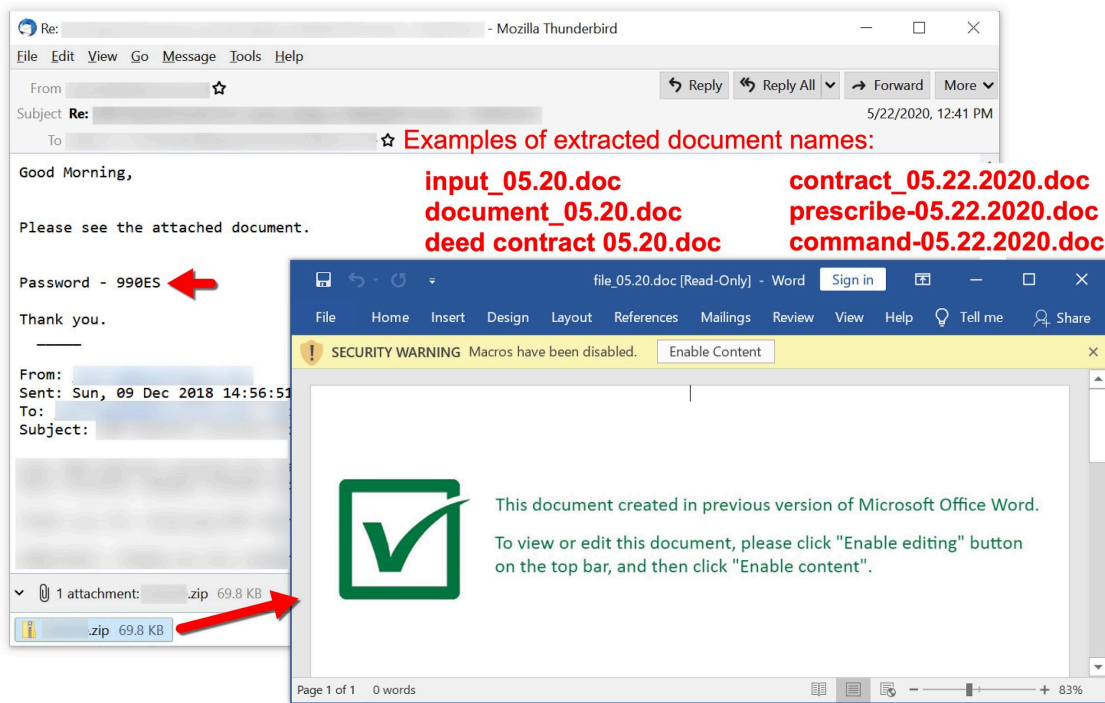 Re:
- Mozilla Thunderbird
File Edit View Go Message Tools Help
From
Reply Reply All Forward More
Subject Re:
5/22/2020, 12:41 PM
To
Examples of extracted document names:
input_05.20.doc
document_05.20.doc
deed contract 05.20.doc
contract_05.22.2020.doc
prescribe-05.22.2020.doc
command-05.22.2020.doc
Good Morning,
Please see the attached document.
Password - 990ES
Thank you.
_____
From:
Sent: Sun, 09 Dec 2018 14:56:51
To:
Subject:
1 attachment: .zip 69.8 KB
.zip 69.8 KB
file_05.20.doc [Read-Only] - Word Sign in
File Home Insert Design Layout References Mailings Review View Help Tell me Share
SECURITY WARNING Macros have been disabled. Enable Content
This document created in previous version of Microsoft Office Word.
To view or edit this document, please click "Enable editing" button
on the top bar, and then click "Enable content".
Page 1 of 1 0 words
83%